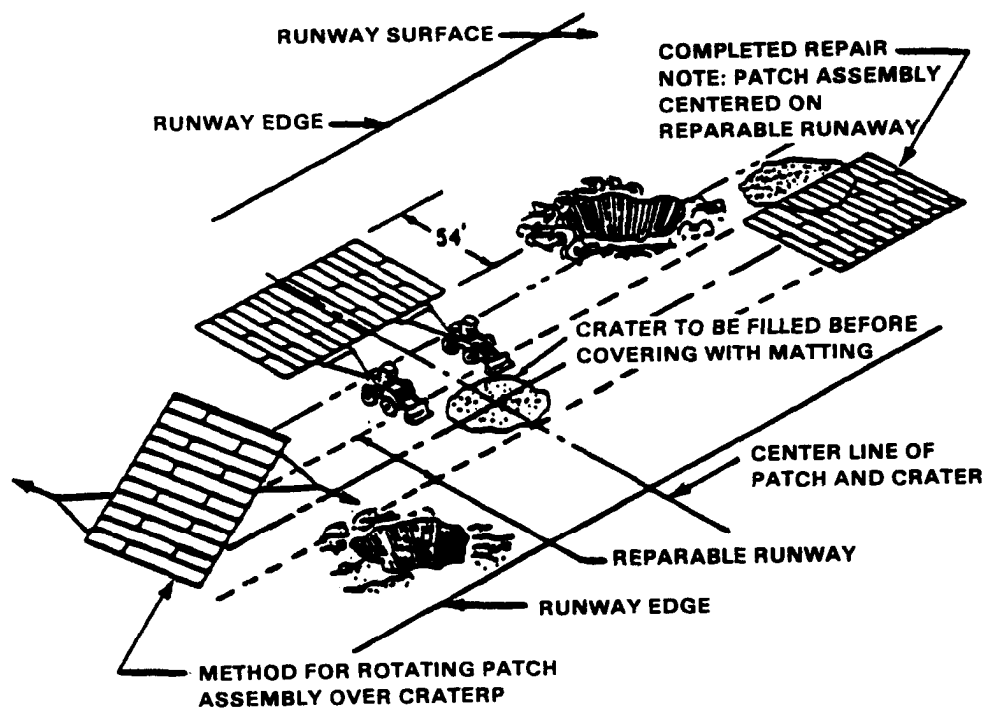 RUNWAY SURFACE
COMPLETED REPAIR
NOTE: PATCH ASSEMBLY
CENTERED ON
REPARABLE RUNAWAY
RUNWAY EDGE
54'
CRATER TO BE FILLED BEFORE
COVERING WITH MATTING
CENTER LINE OF
PATCH AND CRATER
REPARABLE RUNWAY
RUNWAY EDGE
METHOD FOR ROTATING PATCH
ASSEMBLY OVER CRATERP